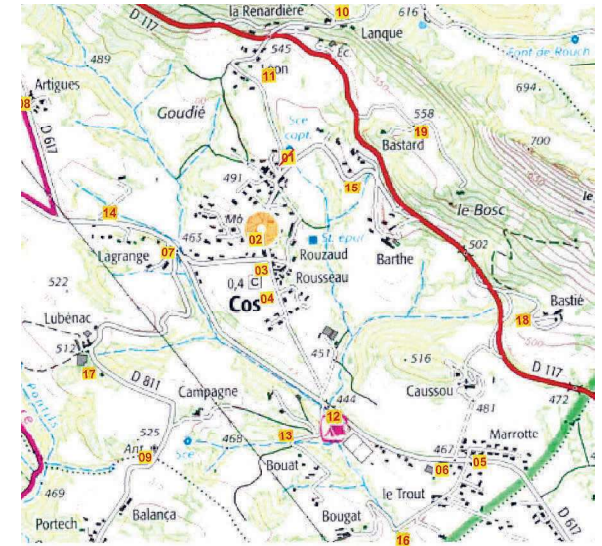 la Renardière
10
616
D 117
Lanque
545
Éc.
Font de Rouch
489
11
Artigues
694
08
Goudié
Sce
capt.
558
19
D 617
Bastard
700
01
491
15
14
Mb
le Bosc
le
02
463
St. épur
502
07
Rouzaud
Barthe
Lagrange
03
522
0,4 C
Rousseau
04
Cos
Bastié
Lubénac
18
512
451
516
17
D 811
D 117
Campagne
Caussou
444
472
12
481
525
13
468
Marrotte
Ant.
Sce
467
09
05
Bouat
06
469
le Trout
D 617
Portech
Balança
Bougat
16